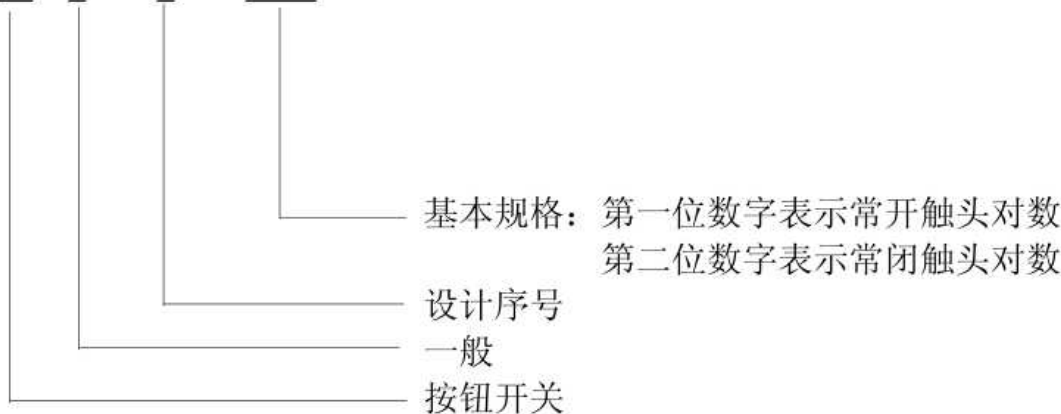 基本规格：第一位数字表示常开触头对数
第二位数字表示常闭触头对数
设计序号
一般
按钮开关